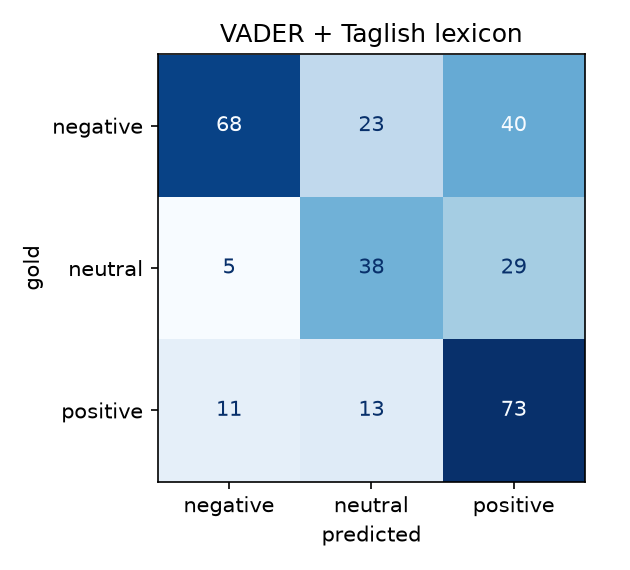 VADER + Taglish lexicon
negative 68 23 40
gold
neutral 5 38 29
positive 11 13 73
negative neutral positive
predicted